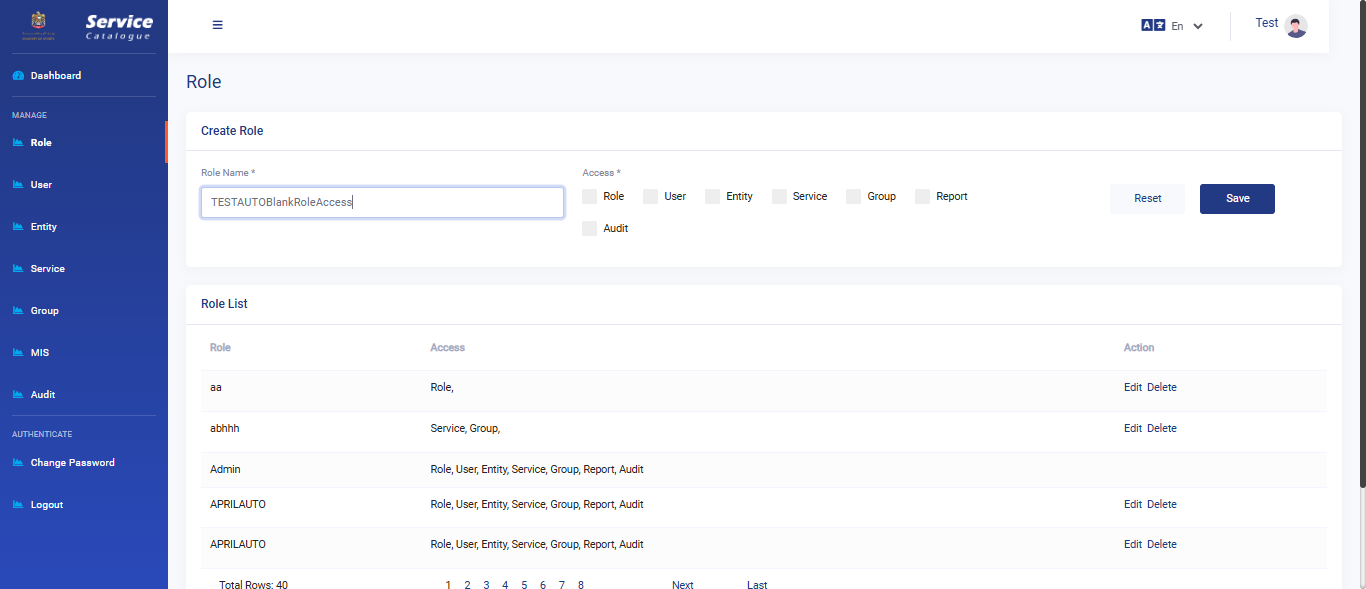 Service
Catalogue
En
Test
Dashboard
MANAGE
Role
User
Entity
Service
Group
MIS
Audit
AUTHENTICATE
Change Password
Logout
Role
Create Role
Role Name *
TESTAUTOBlankRoleAccess
Access *
Role User Entity Service Group Report
Audit
Reset Save
Role List
Role Access Action
aa Role, Edit Delete
abhhh Service, Group, Edit Delete
Admin Role, User, Entity, Service, Group, Report, Audit
APRILAUTO Role, User, Entity, Service, Group, Report, Audit Edit Delete
APRILAUTO Role, User, Entity, Service, Group, Report, Audit Edit Delete
Total Rows: 40 1 2 3 4 5 6 7 8 Next Last